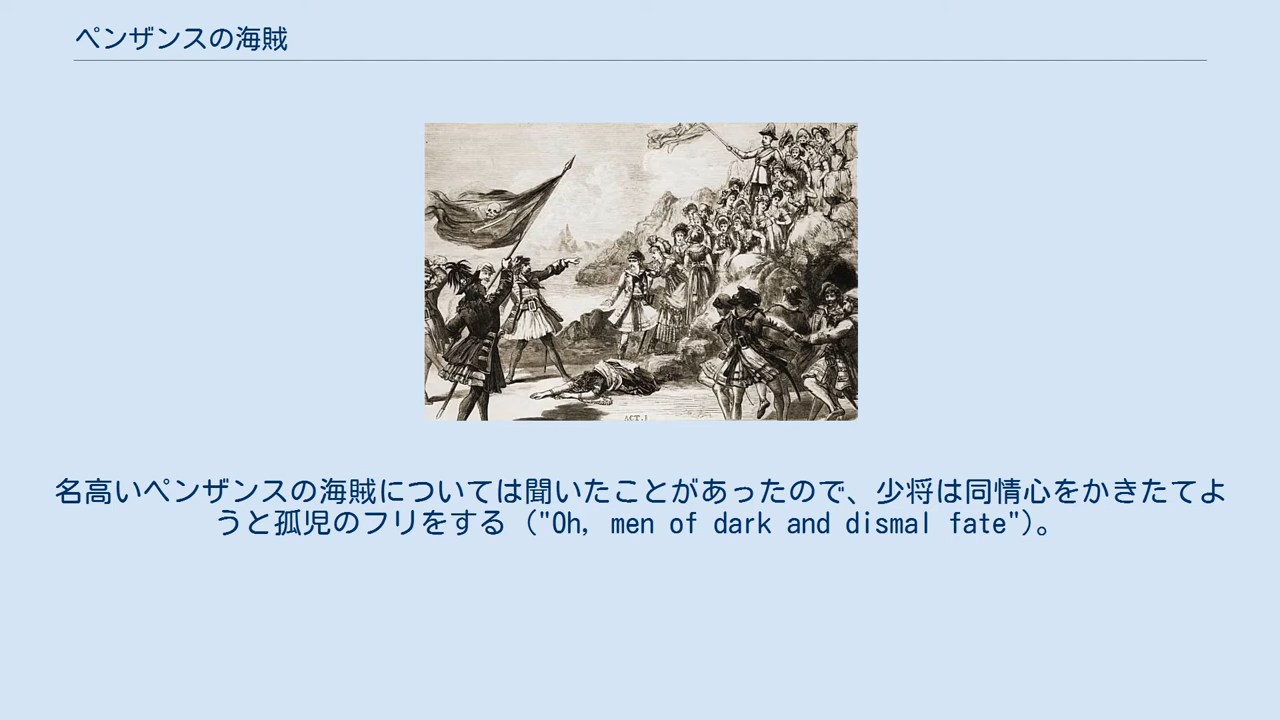 ペンザンスの海賊
名高いペンザンスの海賊については聞いたことがあったので、少将は同情心をかきたてよ
うと孤児のフリをする ("Oh, men of dark and dismal fate")。